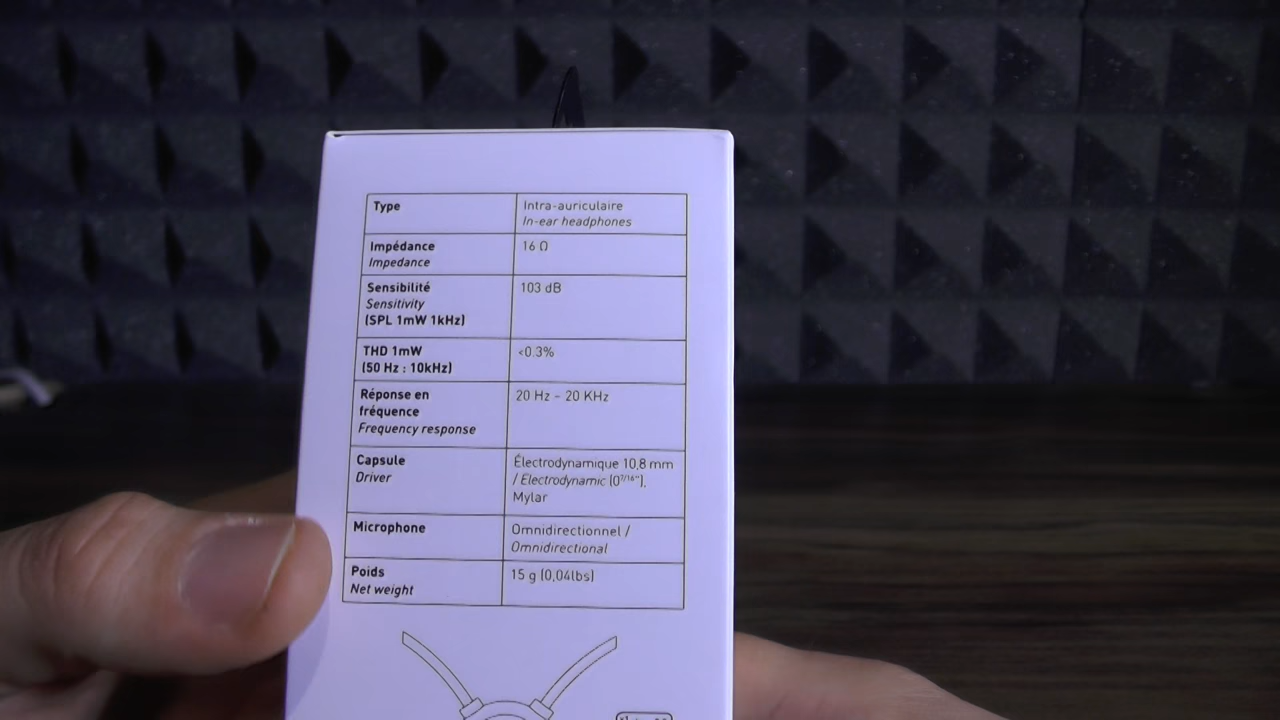 Type
Intra-auriculaire
In-ear headphones
Impédance
Impedance
16 Ω
Sensibilité
Sensitivity
(SPL 1mW 1kHz)
103 dB
THD 1mW
(50 Hz : 10kHz)
<0.3%
Réponse en
fréquence
Frequency response
20 Hz – 20 KHz
Capsule
Driver
Électrodynamique 10,8 mm
/ Electrodynamic (0⁷/¹⁶"),
Mylar
Microphone
Omnidirectionnel /
Omnidirectional
Poids
Net weight
15 g (0,04lbs)